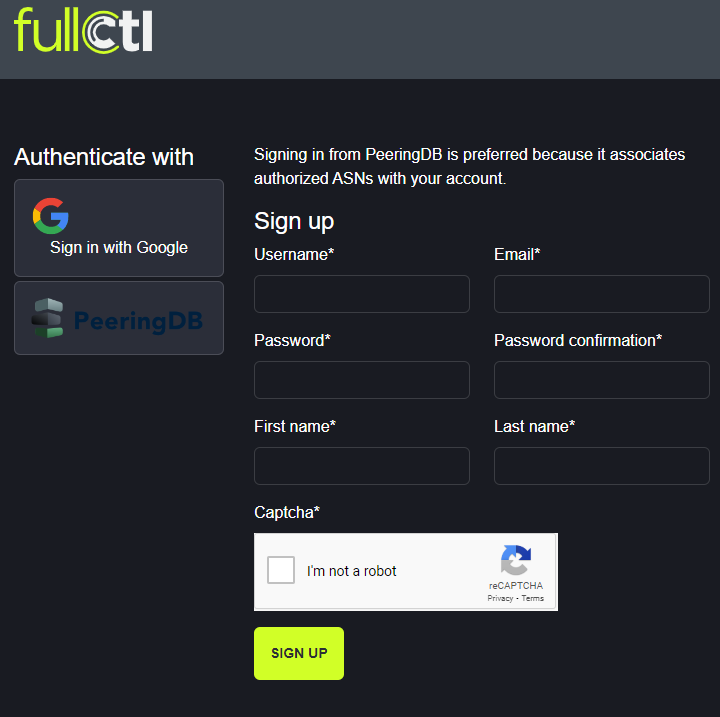 fullctl
Authenticate with
Sign in with Google
PeeringDB
Signing in from PeeringDB is preferred because it associates
authorized ASNs with your account.
Sign up
Username*
Email*
Password*
Password confirmation*
First name*
Last name*
Captcha*
I'm not a robot
reCAPTCHA
Privacy - Terms
SIGN UP